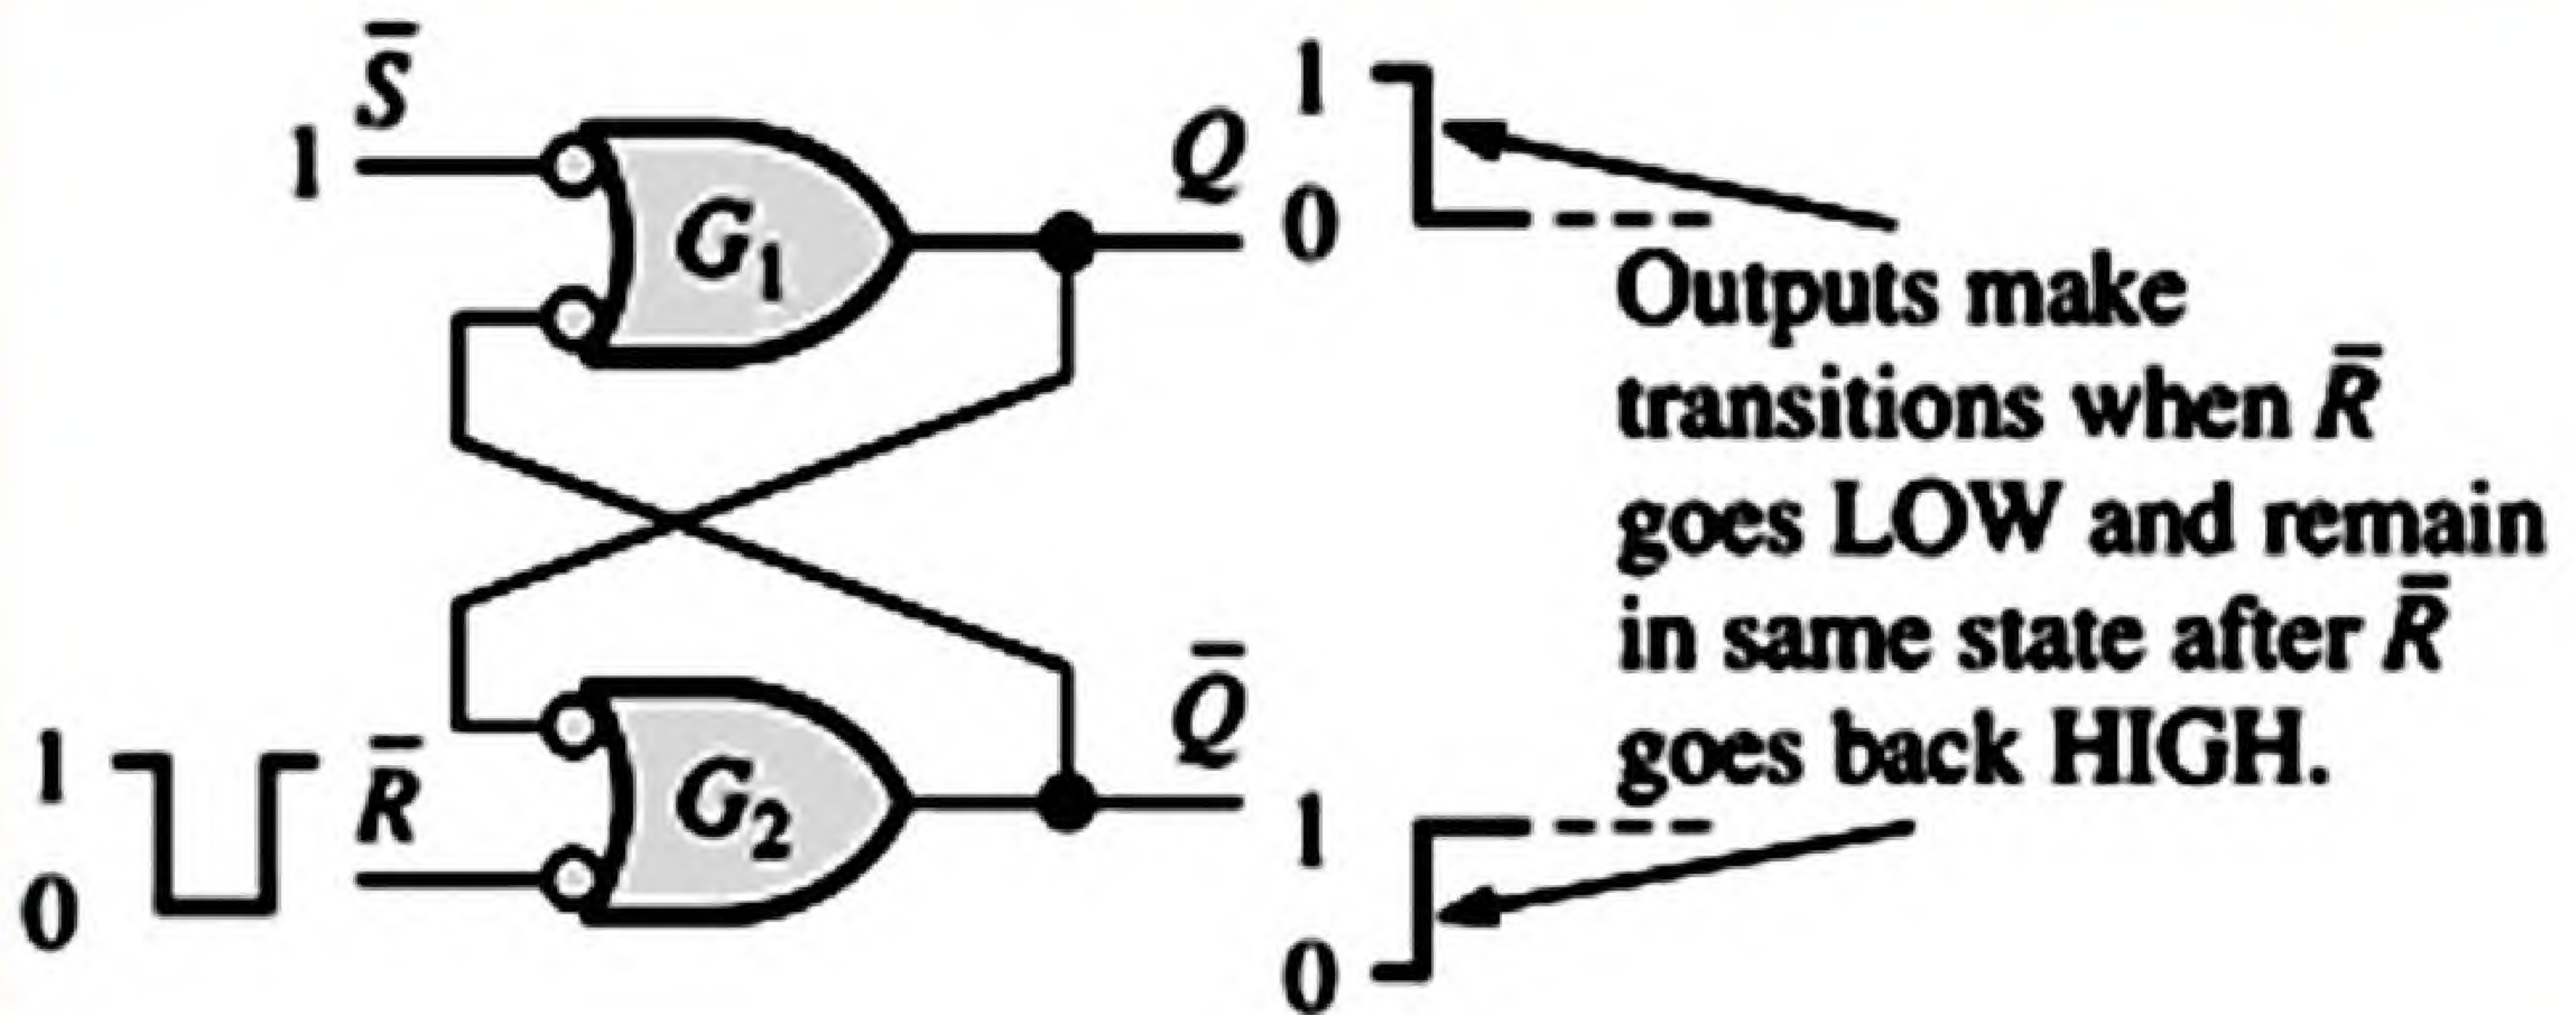 S̄
1
G₁
Q
1
0
Outputs make
transitions when R̄
goes LOW and remain
in same state after R̄
goes back HIGH.
1
0
R̄
G₂
Q̄
1
0